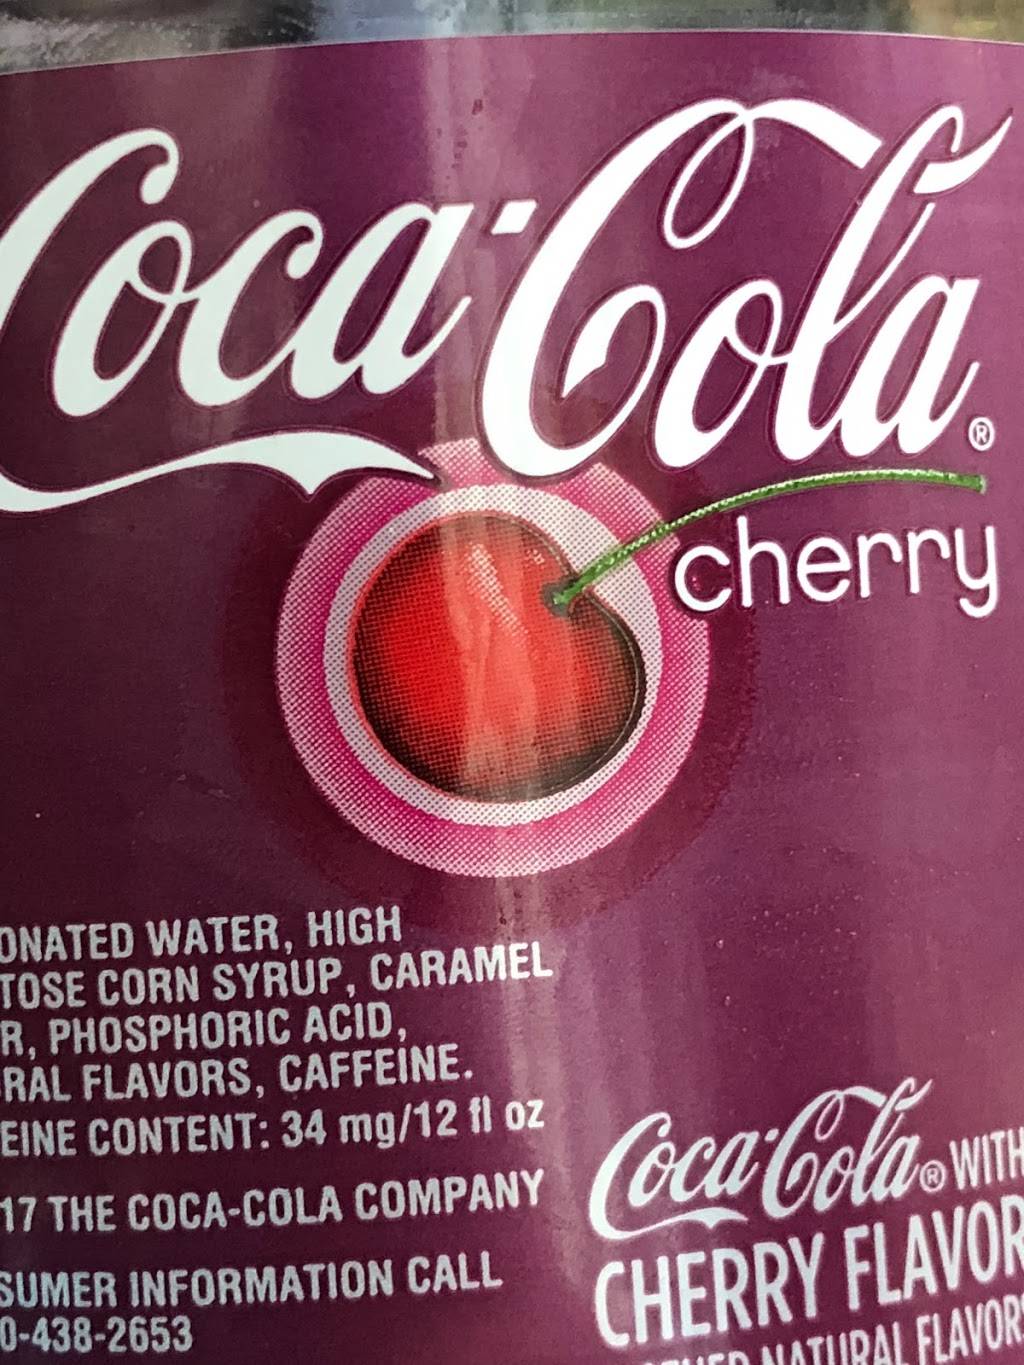 Coca-Cola®
cherry
ONATED WATER, HIGH
TOSE CORN SYRUP, CARAMEL
R, PHOSPHORIC ACID,
RAL FLAVORS, CAFFEINE.
EINE CONTENT: 34 mg/12 fl oz
17 THE COCA-COLA COMPANY
SUMER INFORMATION CALL
0-438-2653
Coca-Cola® WITH
CHERRY FLAVOR
NATURAL FLAVORS